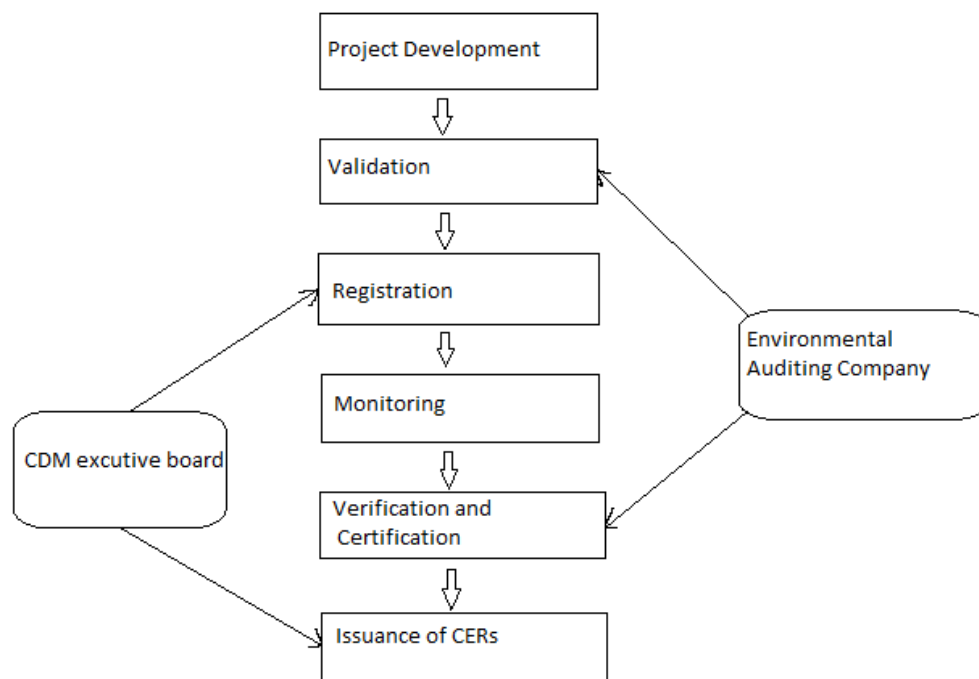 Project Development
Validation
Registration
Environmental
Auditing Company
Monitoring
CDM excutive board
Verification and
Certification
Issuance of CERs